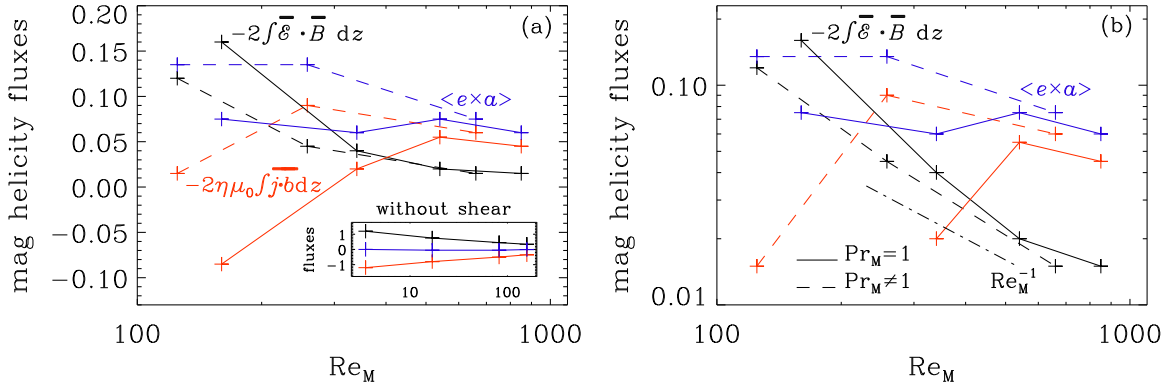 (a)
mag helicity fluxes
0.20
0.15
0.10
0.05
0.00
−0.05
−0.10
−2∫ℰ̅ · B̅ dz
<e×a>
−2ημ₀∫j·b̅dz
without shear
fluxes
1
0
−1
10
100
100
1000
Re_M
(b)
mag helicity fluxes
0.10
0.01
−2∫ℰ̅ · B̅ dz
<e×a>
Pr_M=1
Pr_M≠1
Re_M⁻¹
100
1000
Re_M